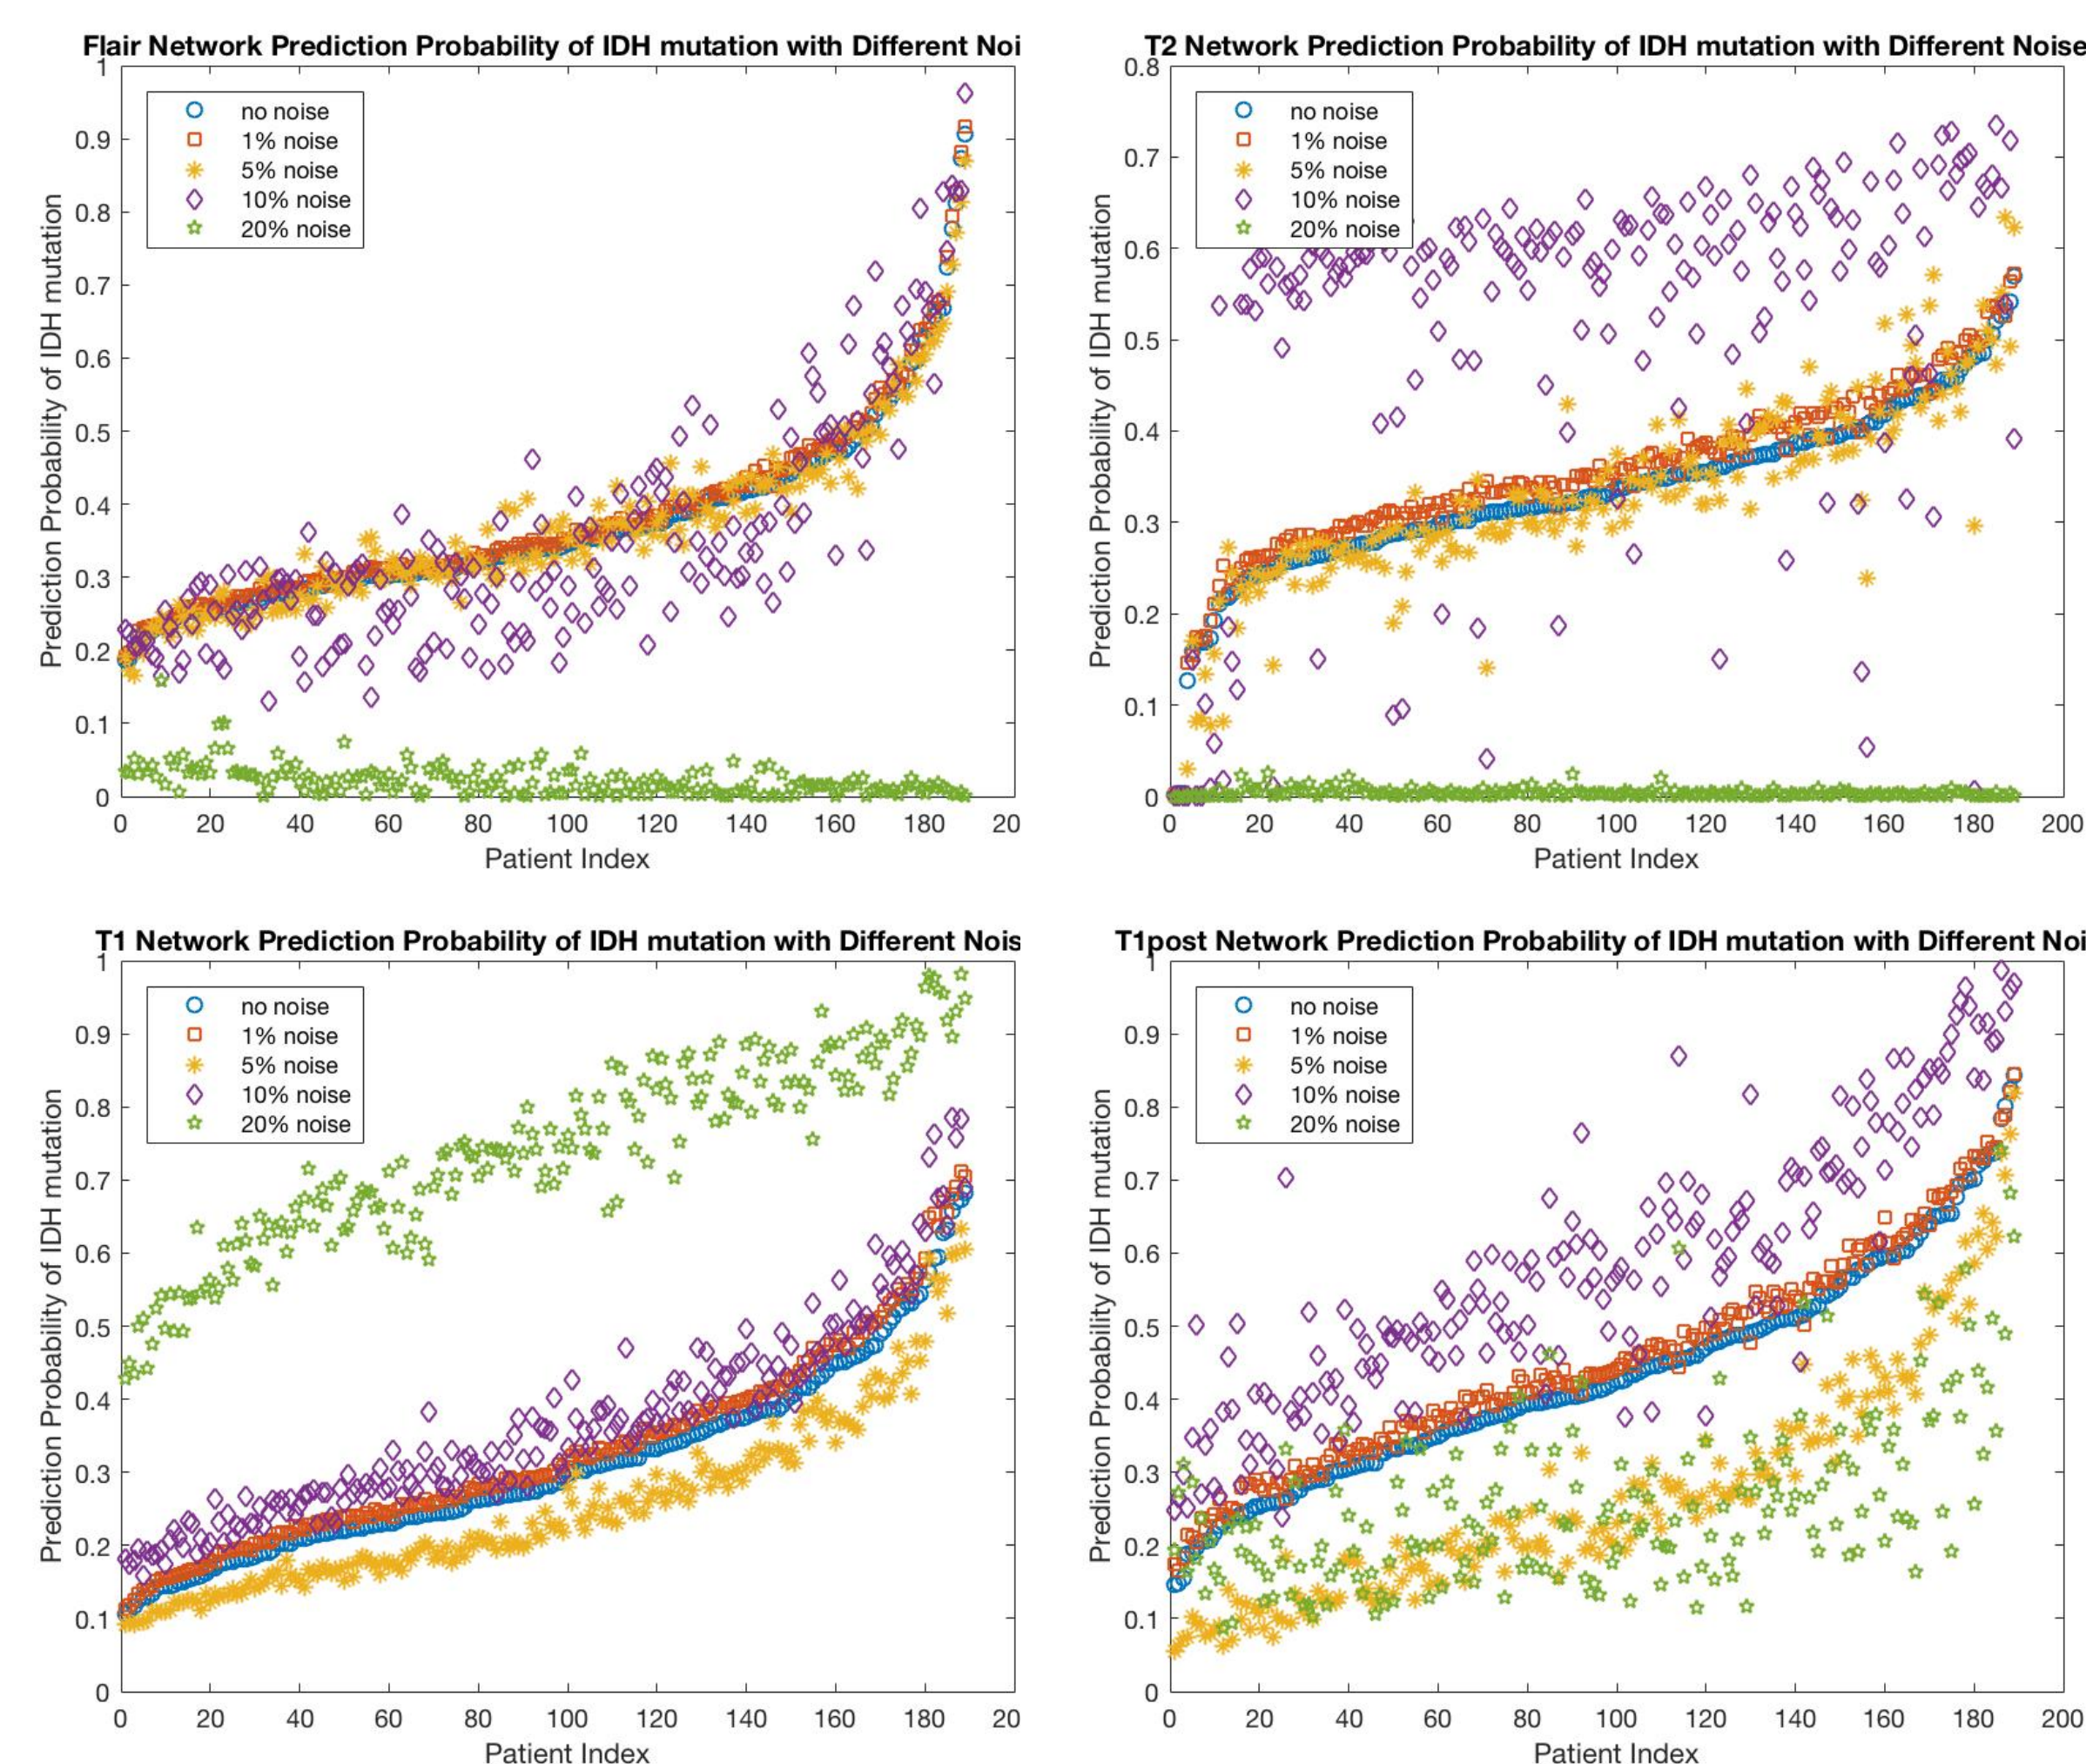 Flair Network Prediction Probability of IDH mutation with Different Noi
1
0.9
0.8
0.7
0.6
0.5
0.4
0.3
0.2
0.1
0
no noise
1% noise
5% noise
10% noise
20% noise
Prediction Probability of IDH mutation
0 20 40 60 80 100 120 140 160 180 20
Patient Index
T2 Network Prediction Probability of IDH mutation with Different Noise
0.8
0.7
0.6
0.5
0.4
0.3
0.2
0.1
0
no noise
1% noise
5% noise
10% noise
20% noise
Prediction Probability of IDH mutation
0 20 40 60 80 100 120 140 160 180 200
Patient Index
T1 Network Prediction Probability of IDH mutation with Different Nois
1
0.9
0.8
0.7
0.6
0.5
0.4
0.3
0.2
0.1
0
no noise
1% noise
5% noise
10% noise
20% noise
Prediction Probability of IDH mutation
0 20 40 60 80 100 120 140 160 180 20
Patient Index
T1post Network Prediction Probability of IDH mutation with Different Noi
1
0.9
0.8
0.7
0.6
0.5
0.4
0.3
0.2
0.1
0
no noise
1% noise
5% noise
10% noise
20% noise
Prediction Probability of IDH mutation
0 20 40 60 80 100 120 140 160 180 200
Patient Index